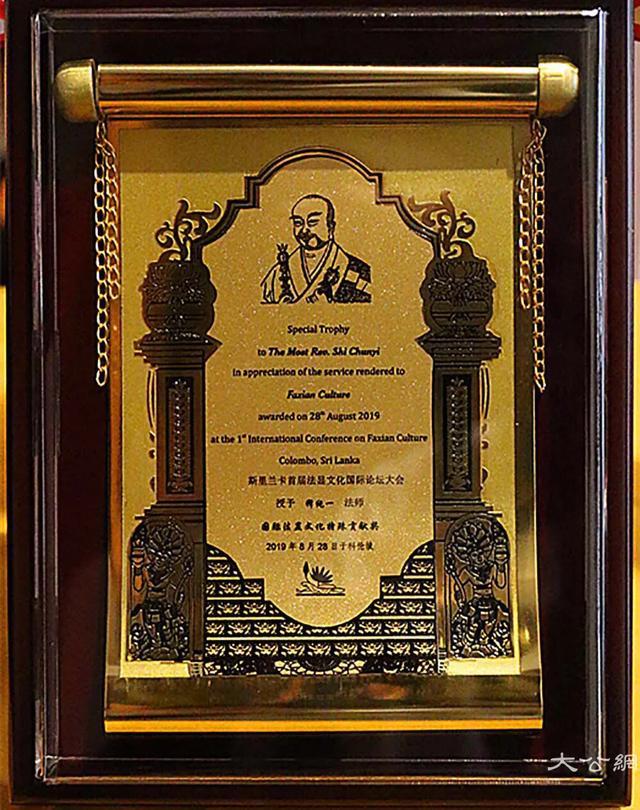 Special Trophy
to The Most Rev. Shi Chunyi
in appreciation of the service rendered to
Faxian Culture
awarded on 28th August 2019
at the 1st International Conference on Faxian Culture
Colombo, Sri Lanka
斯里兰卡首届法显文化国际论坛大会
授予 释纯一 法师
国际法显文化特殊贡献奖
2019年8月28日于科伦坡
大公網